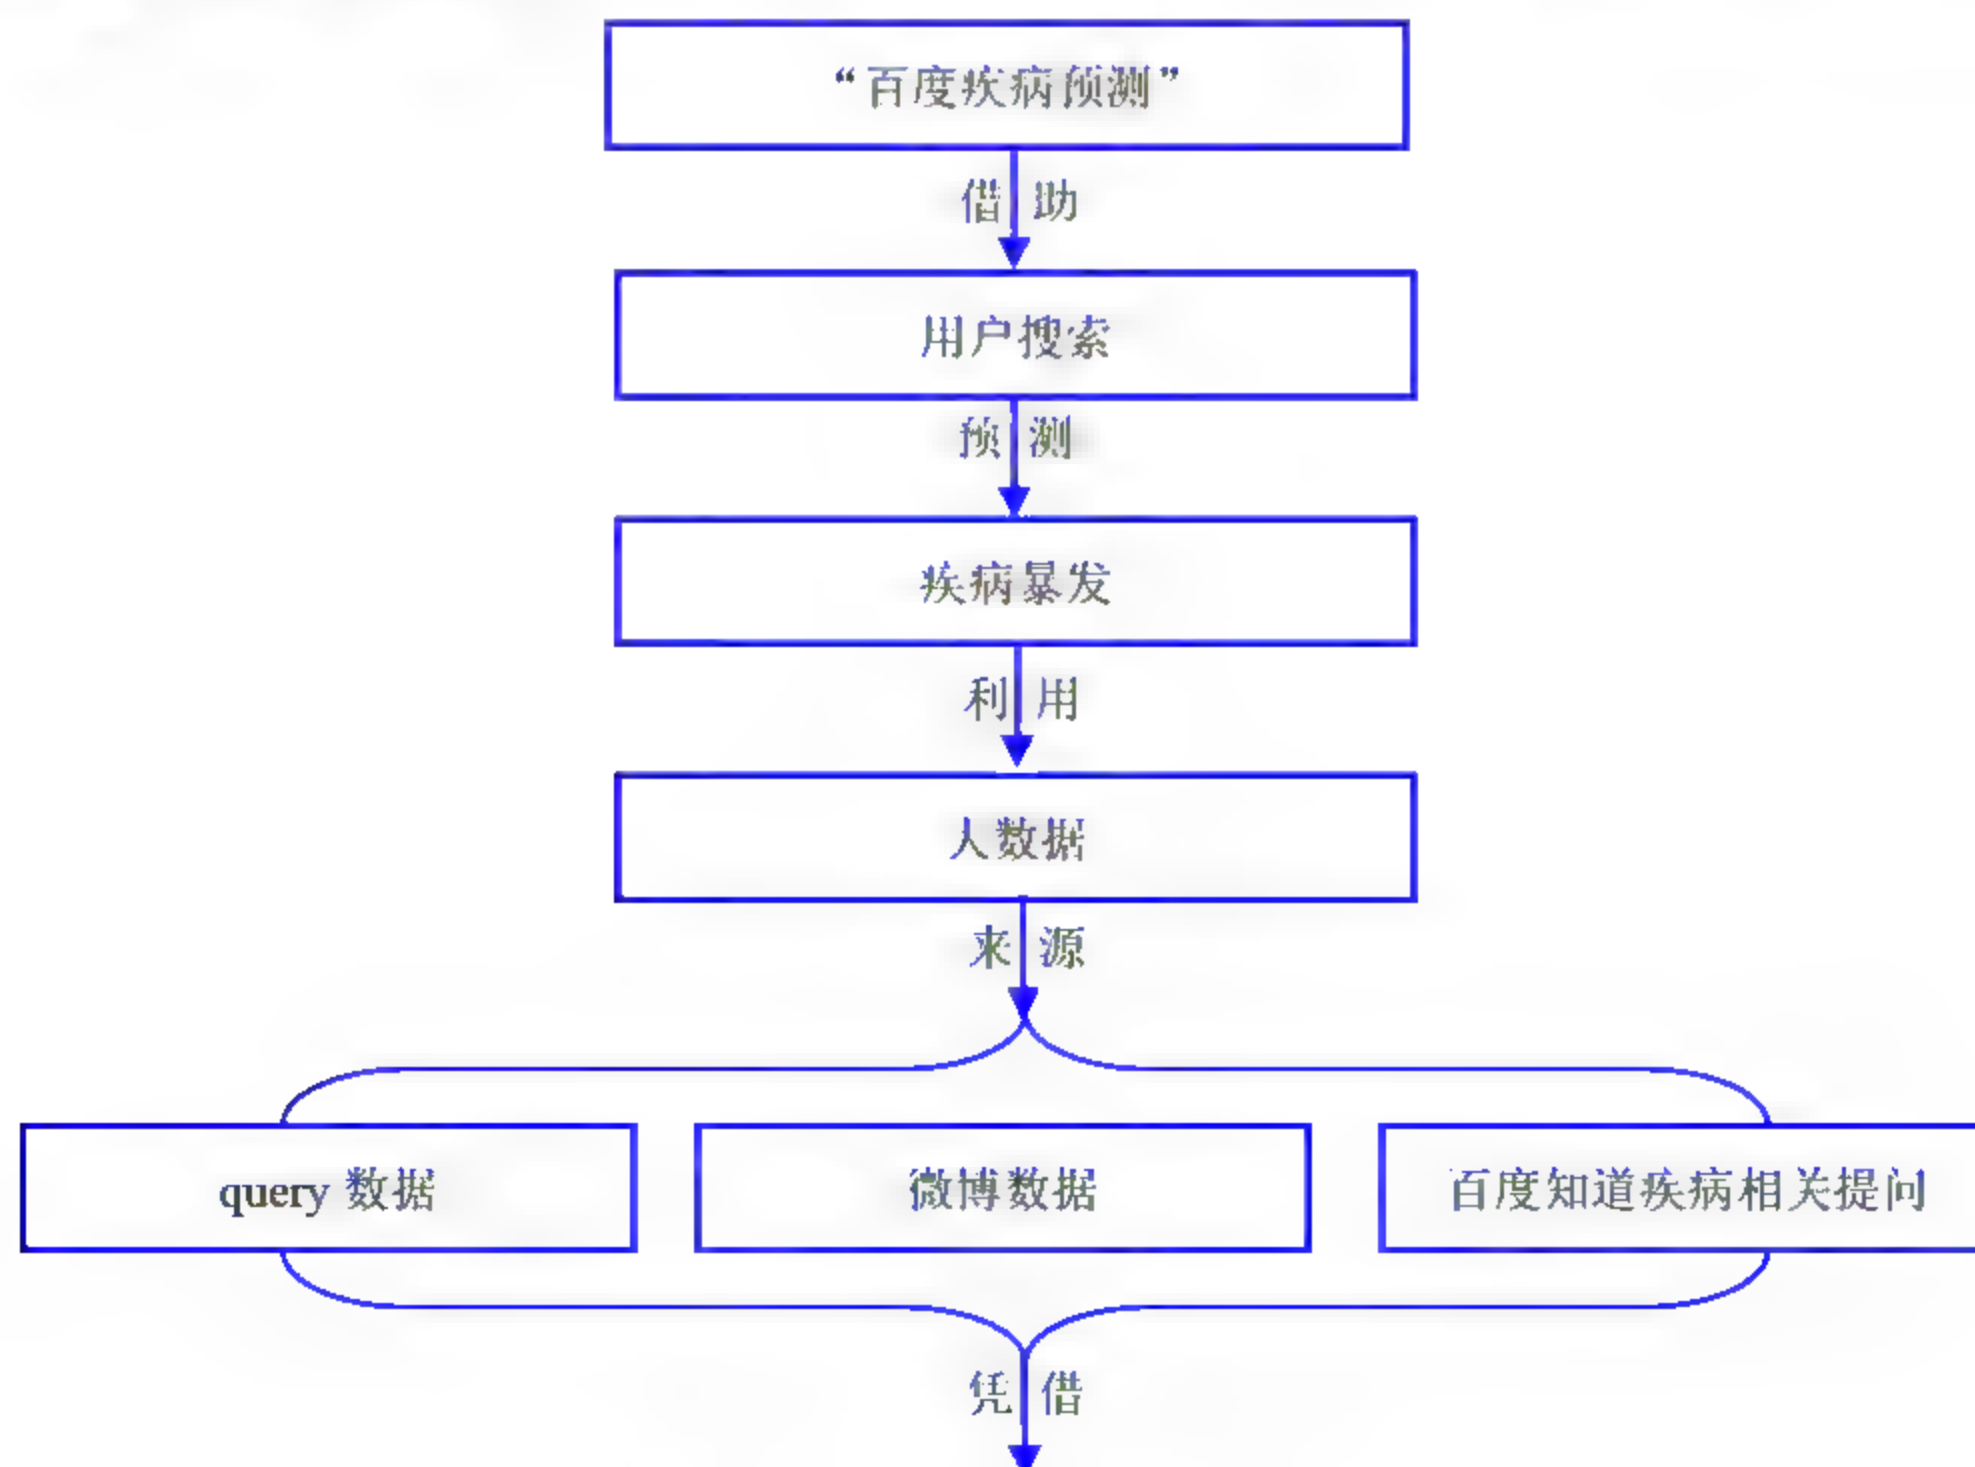 “百度疾病预测”
借助
用户搜索
预测
疾病暴发
利用
人数据
来源
query 数据
微博数据
百度知道疾病相关提问
凭借